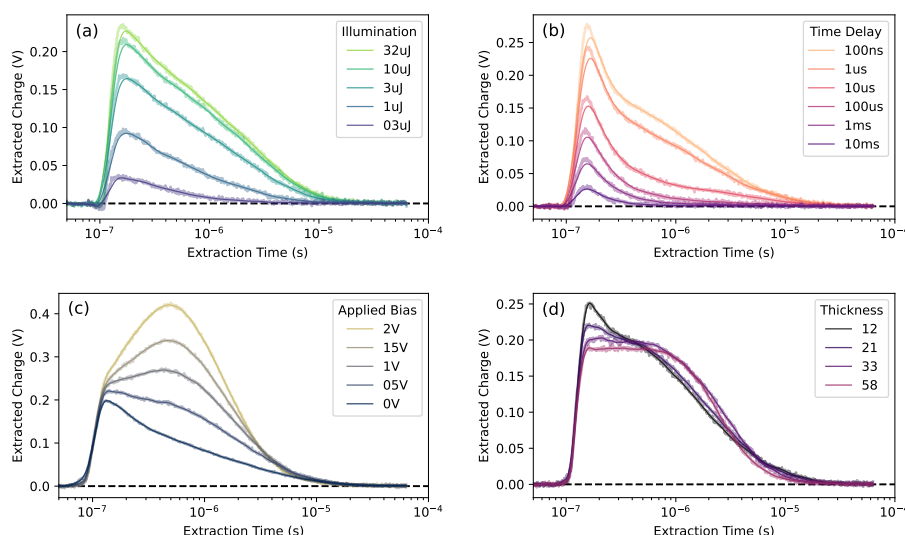 (a)
Illumination
32uJ
10uJ
3uJ
1uJ
03uJ
Extracted Charge (V)
0.20
0.15
0.10
0.05
0.00
10⁻⁷
10⁻⁶
10⁻⁵
10⁻⁴
Extraction Time (s)
(b)
Time Delay
100ns
1us
10us
100us
1ms
10ms
Extracted Charge (V)
0.25
0.20
0.15
0.10
0.05
0.00
10⁻⁷
10⁻⁶
10⁻⁵
Extraction Time (s)
(c)
Applied Bias
2V
15V
1V
05V
0V
Extracted Charge (V)
0.4
0.3
0.2
0.1
0.0
10⁻⁷
10⁻⁶
10⁻⁵
10⁻⁴
Extraction Time (s)
(d)
Thickness
12
21
33
58
Extracted Charge (V)
0.25
0.20
0.15
0.10
0.05
0.00
10⁻⁷
10⁻⁶
10⁻⁵
Extraction Time (s)